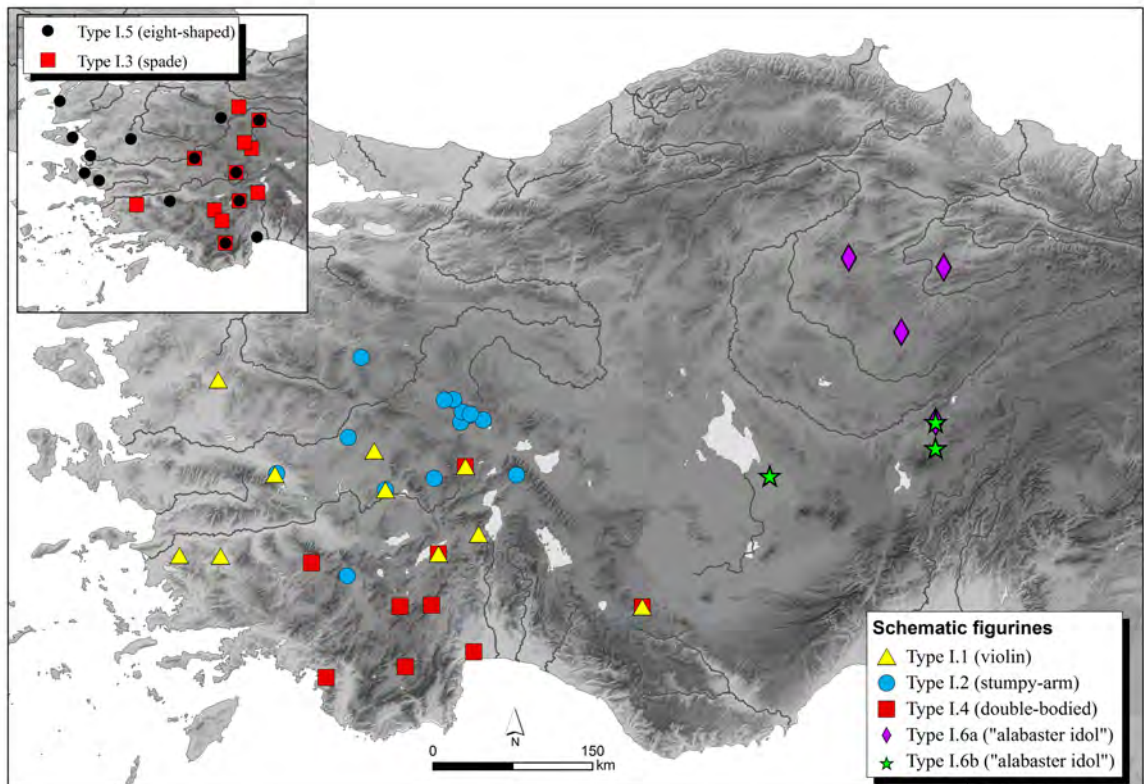 Type I.5 (eight-shaped)
Type I.3 (spade)
Schematic figurines
Type I.1 (violin)
Type I.2 (stumpy-arm)
Type I.4 (double-bodied)
Type I.6a ("alabaster idol")
Type I.6b ("alabaster idol")
N
0 150
km